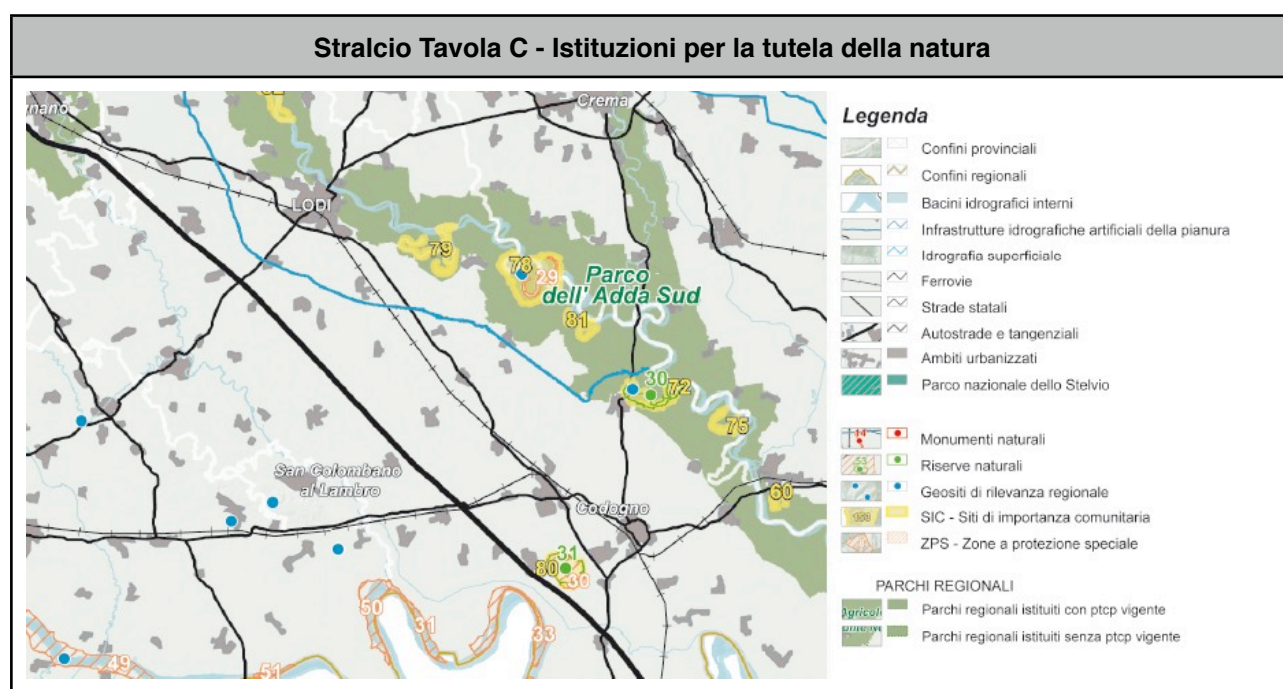 Stralcio Tavola C - Istituzioni per la tutela della natura
Crema
LODI
79
78
29
Parco
dell' Adda Sud
81
30
72
75
San Colombano
al Lambro
60
Codogno
31
80
30
50
31
33
49
51
Legenda
Confini provinciali
Confini regionali
Bacini idrografici interni
Infrastrutture idrografiche artificiali della pianura
Idrografia superficiale
Ferrovie
Strade statali
Autostrade e tangenziali
Ambiti urbanizzati
Parco nazionale dello Stelvio
14
Monumenti naturali
53
Riserve naturali
Geositi di rilevanza regionale
SIC - Siti di importanza comunitaria
ZPS - Zone a protezione speciale
PARCHI REGIONALI
Agricolo
Parchi regionali istituiti con ptcp vigente
Parchi regionali istituiti senza ptcp vigente